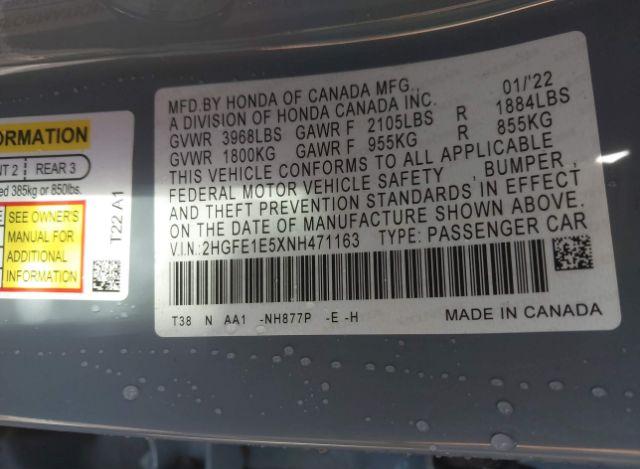 ORMATION
NT 2 REAR 3
ed 385kg or 850lbs.
SEE OWNER'S
MANUAL FOR
ADDITIONAL
INFORMATION
T22 A1
MFD. BY HONDA OF CANADA MFG., 01/'22
A DIVISION OF HONDA CANADA INC.
GVWR 3968LBS GAWR F 2105LBS R 1884LBS
GVWR 1800KG GAWR F 955KG R 855KG
THIS VEHICLE CONFORMS TO ALL APPLICABLE
FEDERAL MOTOR VEHICLE SAFETY , BUMPER ,
AND THEFT PREVENTION STANDARDS IN EFFECT
ON THE DATE OF MANUFACTURE SHOWN ABOVE.
V.I.N.:2HGFE1E5XNH471163 TYPE: PASSENGER CAR
T38 N AA1 -NH877P -E -H MADE IN CANADA